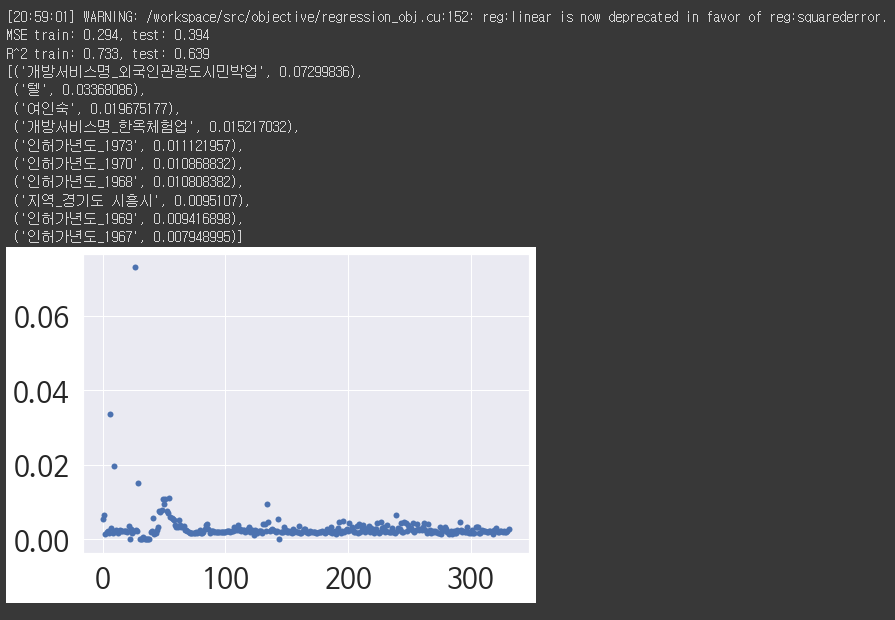 [20:59:01] WARNING: /workspace/src/objective/regression_obj.cu:152: reg:linear is now deprecated in favor of reg:squarederror.
MSE train: 0.294, test: 0.394
R^2 train: 0.733, test: 0.639
[('개방서비스명_외국인관광도시민박업', 0.07299836),
('텔', 0.03368086),
('여인숙', 0.019675177),
('개방서비스명_한옥체험업', 0.015217032),
('인허가년도_1973', 0.011121957),
('인허가년도_1970', 0.010868832),
('인허가년도_1968', 0.010808382),
('지역_경기도 시흥시', 0.0095107),
('인허가년도_1969', 0.009416898),
('인허가년도_1967', 0.007948995)]
0.06
0.04
0.02
0.00
0 100 200 300